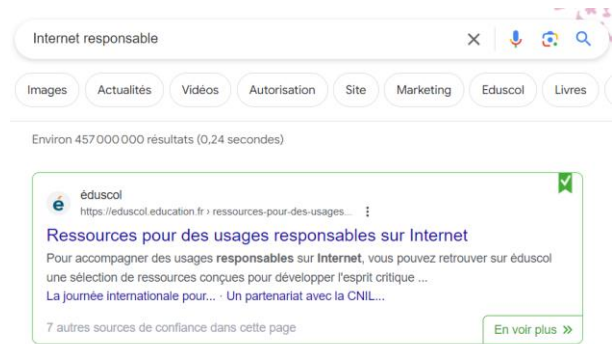 Internet responsable
Images Actualités Vidéos Autorisation Site Marketing Eduscol Livres
Environ 457 000 000 résultats (0,24 secondes)
éduscol
https://eduscol.education.fr › ressources-pour-des-usages...
Ressources pour des usages responsables sur Internet
Pour accompagner des usages responsables sur Internet, vous pouvez retrouver sur éduscol
une sélection de ressources conçues pour développer l'esprit critique ...
La journée internationale pour... · Un partenariat avec la CNIL...
7 autres sources de confiance dans cette page En voir plus »